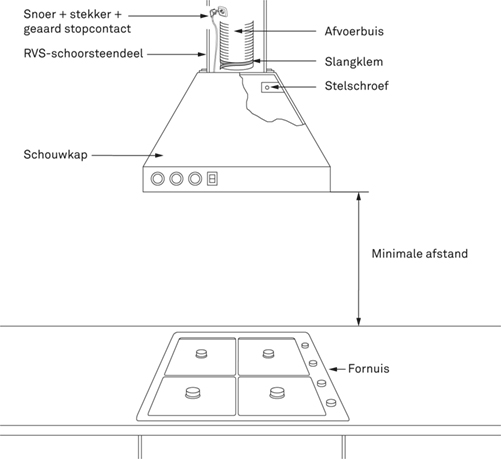 Snoer + stekker +
geaard stopcontact
RVS-schoorsteendeel
Afvoerbuis
Slangklem
Stelschroef
Schouwkap
Minimale afstand
Fornuis